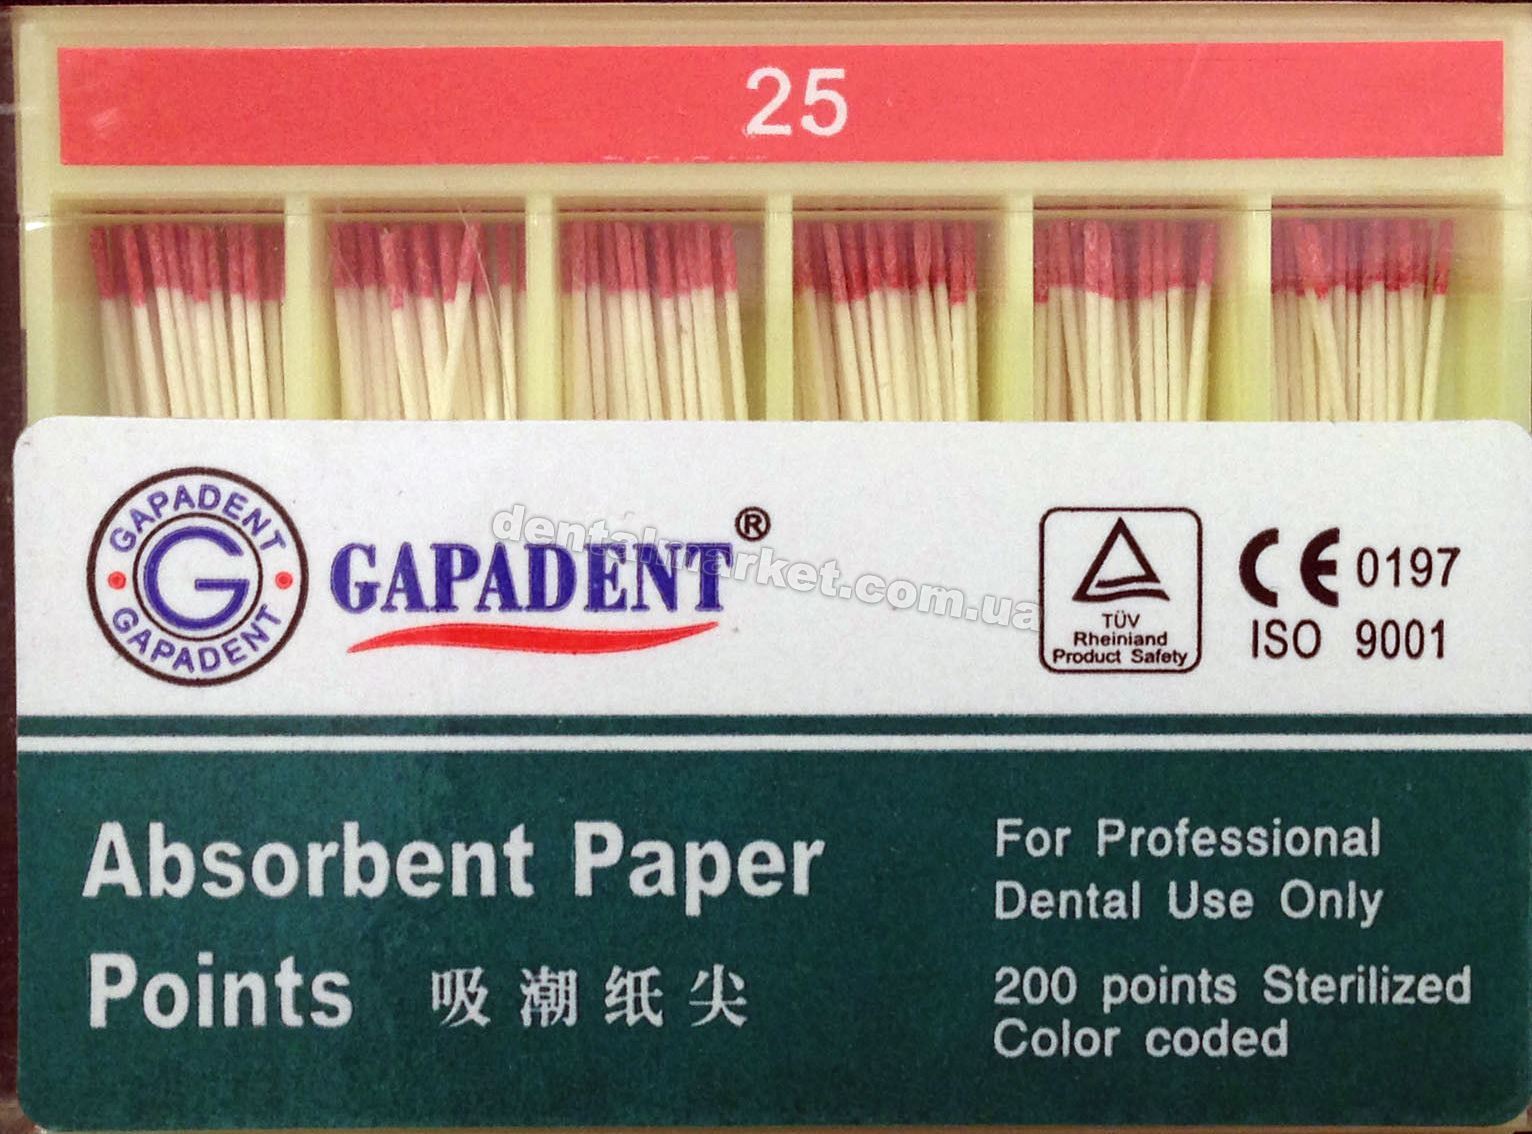 25
GAPADENT
G
GAPADENT
GAPADENT®
dentalmarket.com.ua
TÜV
Rheinland
Product Safety
CE 0197
ISO 9001
Absorbent Paper
Points 吸潮纸尖
For Professional
Dental Use Only
200 points Sterilized
Color coded